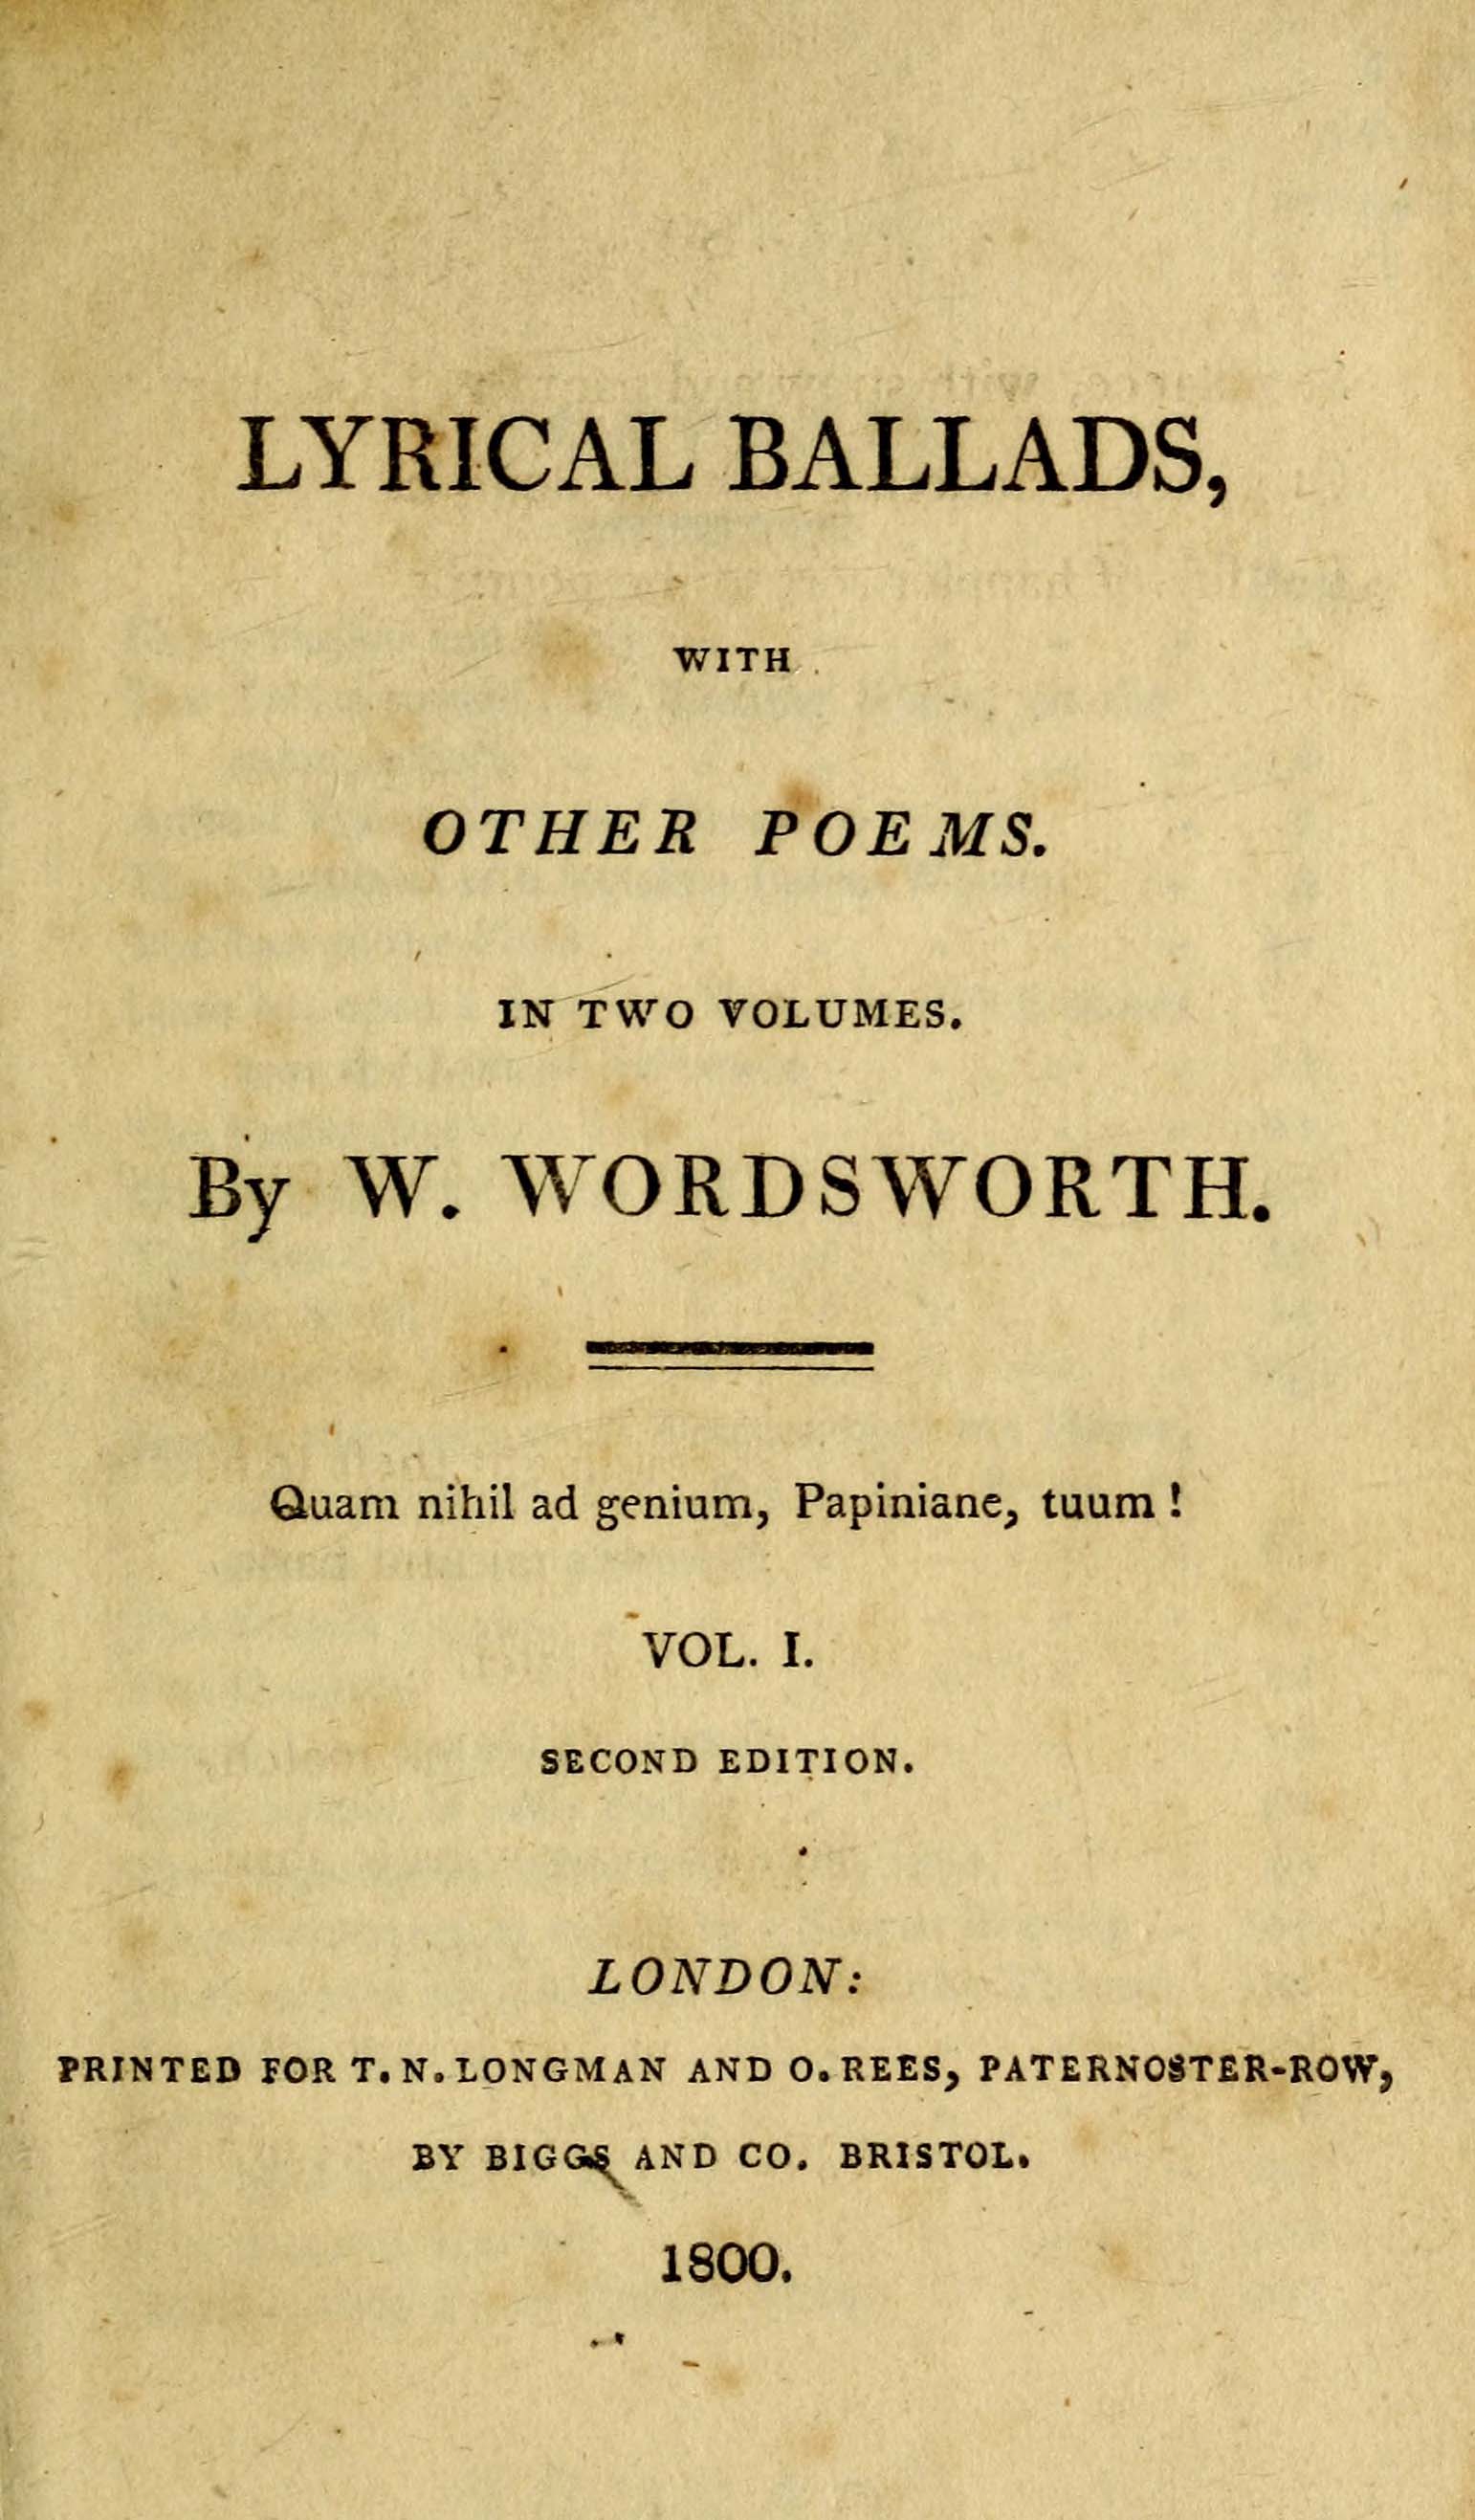 LYRICAL BALLADS,
WITH
OTHER POEMS.
IN TWO VOLUMES.
By W. WORDSWORTH.
Quam nihil ad genium, Papiniane, tuum !
VOL. I.
SECOND EDITION.
LONDON:
PRINTED FOR T. N. LONGMAN AND O. REES, PATERNOSTER-ROW,
BY BIGGS AND CO. BRISTOL.
1800.